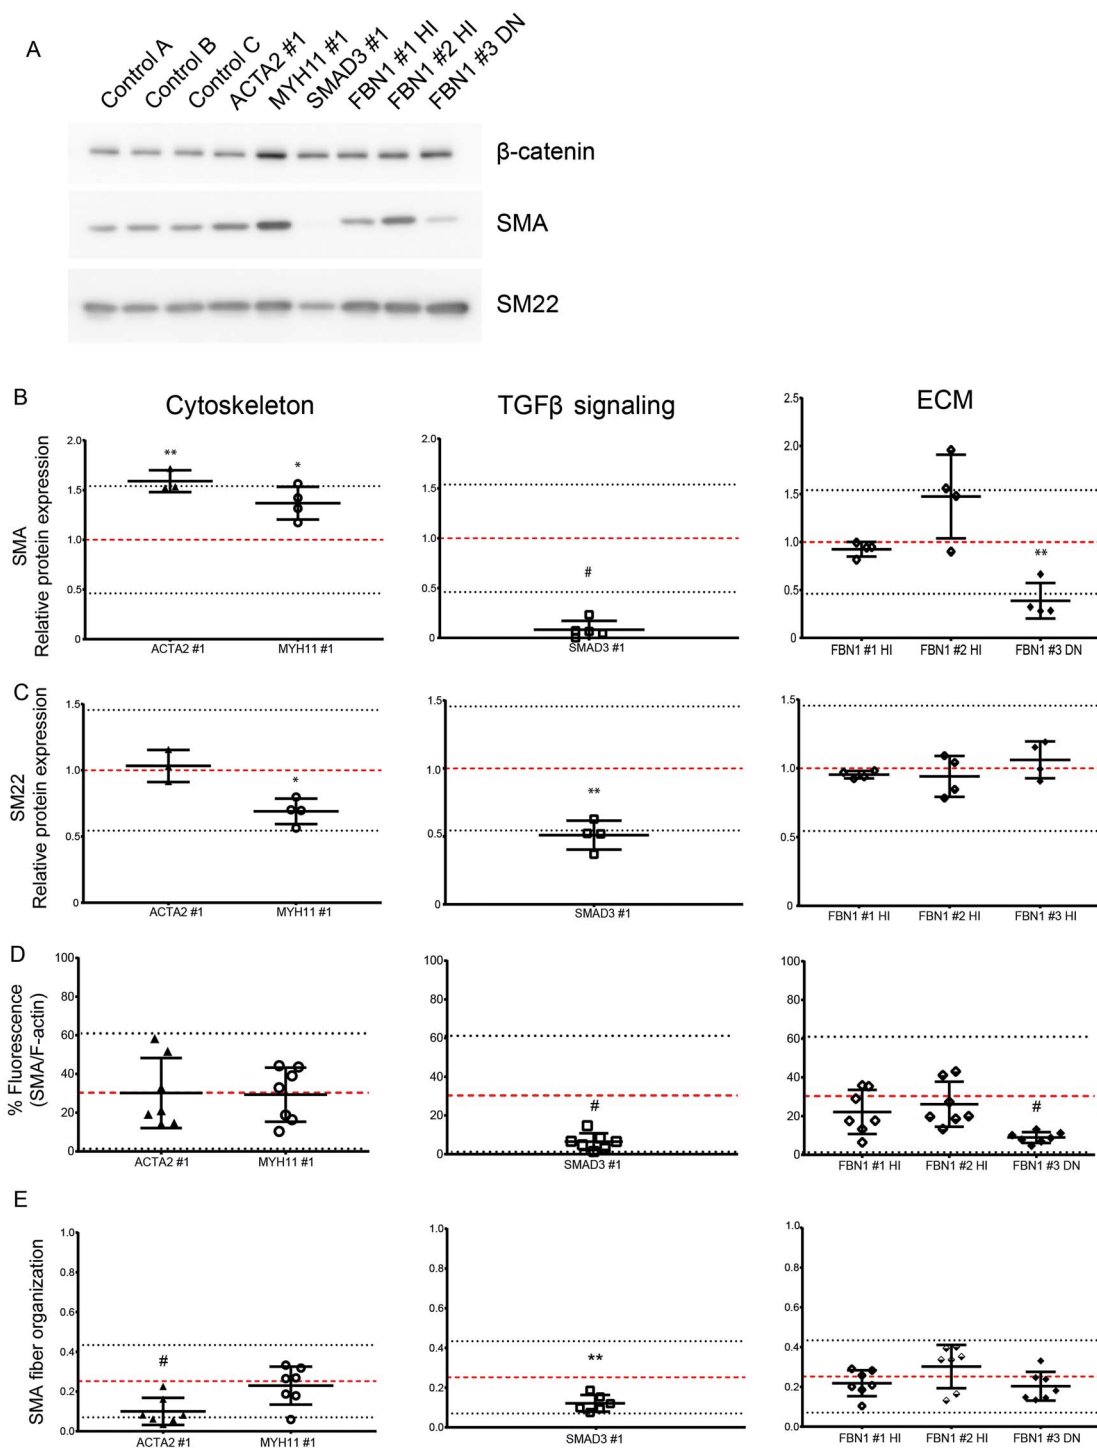 A
Control A
Control B
Control C
ACTA2 #1
MYH11 #1
SMAD3 #1
FBN1 #1 HI
FBN1 #2 HI
FBN1 #3 DN
β-catenin
SMA
SM22
B
Cytoskeleton
TGFβ signaling
ECM
SMA
Relative protein expression
2.0
1.5
1.0
0.5
0
**
*
ACTA2 #1
MYH11 #1
2.0
1.5
1.0
0.5
0
#
SMAD3 #1
2.5
2.0
1.5
1.0
0.5
0
**
FBN1 #1 HI
FBN1 #2 HI
FBN1 #3 DN
C
SM22
Relative protein expression
1.5
1.0
0.5
0
*
ACTA2 #1
MYH11 #1
1.5
1.0
0.5
0
**
SMAD3 #1
1.5
1.0
0.5
0
FBN1 #1 HI
FBN1 #2 HI
FBN1 #3 HI
D
% Fluorescence
(SMA/F-actin)
100
80
60
40
20
0
ACTA2 #1
MYH11 #1
100
80
60
40
20
0
#
SMAD3 #1
100
80
60
40
20
0
#
FBN1 #1 HI
FBN1 #2 HI
FBN1 #3 DN
E
SMA fiber organization
1.0
0.8
0.6
0.4
0.2
0.0
#
ACTA2 #1
MYH11 #1
1.0
0.8
0.6
0.4
0.2
0.0
**
SMAD3 #1
1.0
0.8
0.6
0.4
0.2
0.0
FBN1 #1 HI
FBN1 #2 HI
FBN1 #3 DN